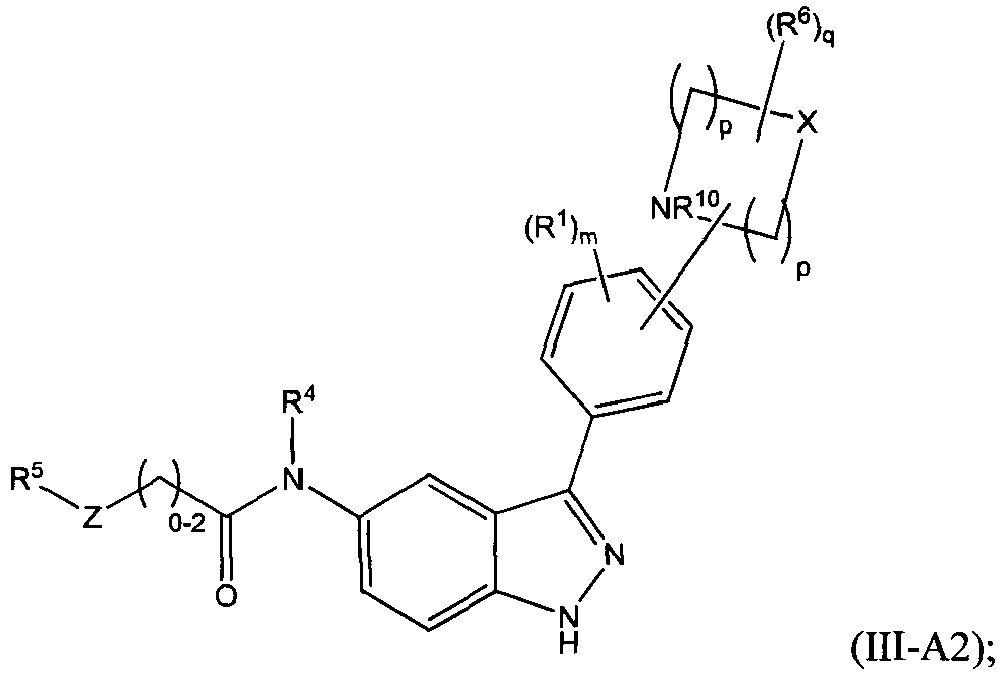 (R⁶)q
( )p
X
NR¹⁰
( )p
(R¹)m
R⁴
R⁵
Z
( )0-2
N
O
N
N
H
(III-A2);